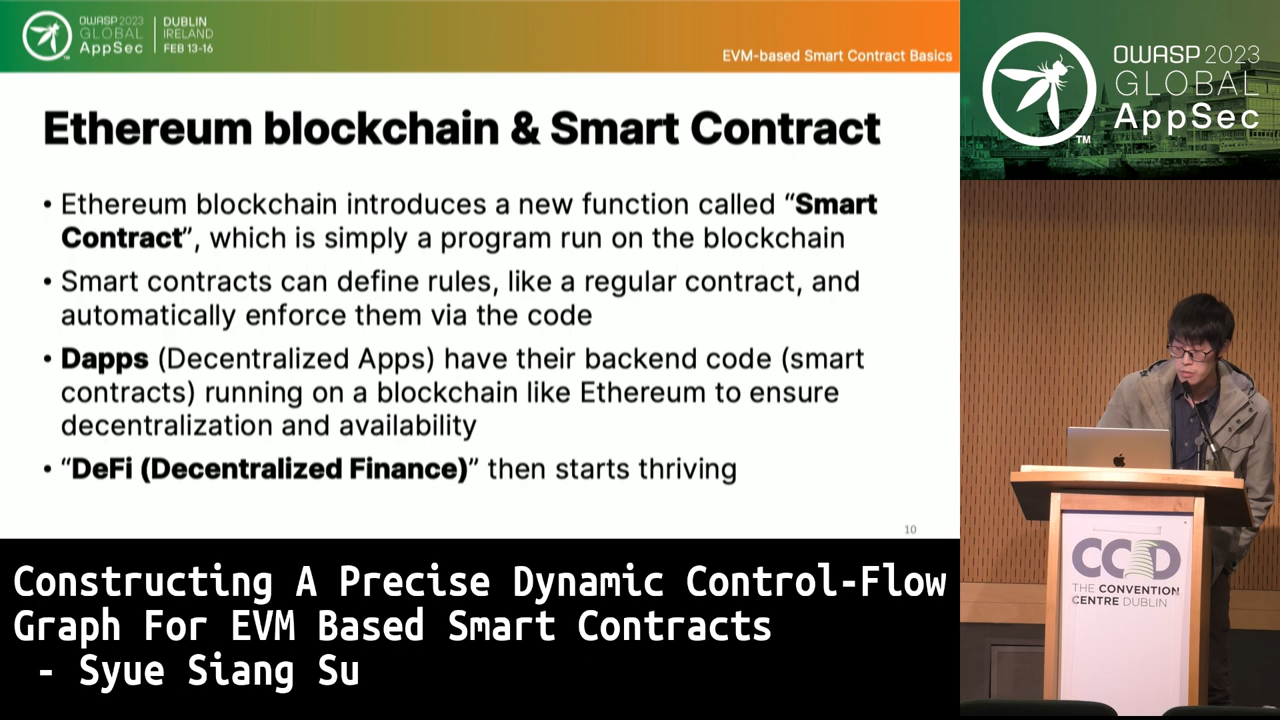 OWASP 2023
GLOBAL
AppSec
TM
DUBLIN
IRELAND
FEB 13-16
EVM-based Smart Contract Basics
Ethereum blockchain & Smart Contract
• Ethereum blockchain introduces a new function called “Smart
Contract”, which is simply a program run on the blockchain
• Smart contracts can define rules, like a regular contract, and
automatically enforce them via the code
• Dapps (Decentralized Apps) have their backend code (smart
contracts) running on a blockchain like Ethereum to ensure
decentralization and availability
• “DeFi (Decentralized Finance)” then starts thriving
10
Constructing A Precise Dynamic Control-Flow
Graph For EVM Based Smart Contracts
- Syue Siang Su
OWASP 2023
GLOBAL
AppSec
TM
CCD
THE CONVENTION
CENTRE DUBLIN